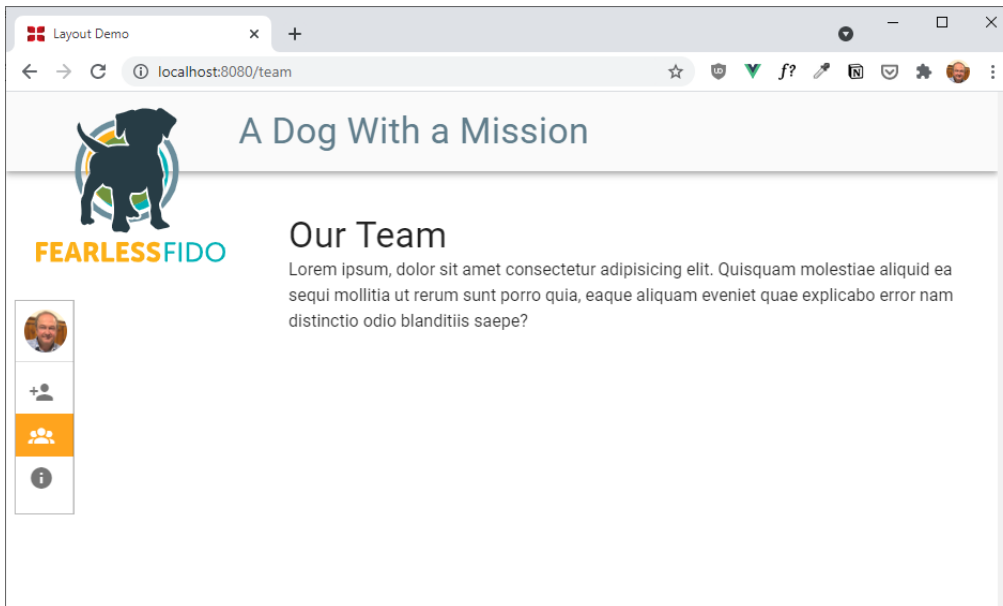 Layout Demo
localhost:8080/team
f?
A Dog With a Mission
FEARLESSFIDO
Our Team
Lorem ipsum, dolor sit amet consectetur adipisicing elit. Quisquam molestiae aliquid ea
sequi mollitia ut rerum sunt porro quia, eaque aliquam eveniet quae explicabo error nam
distinctio odio blanditiis saepe?